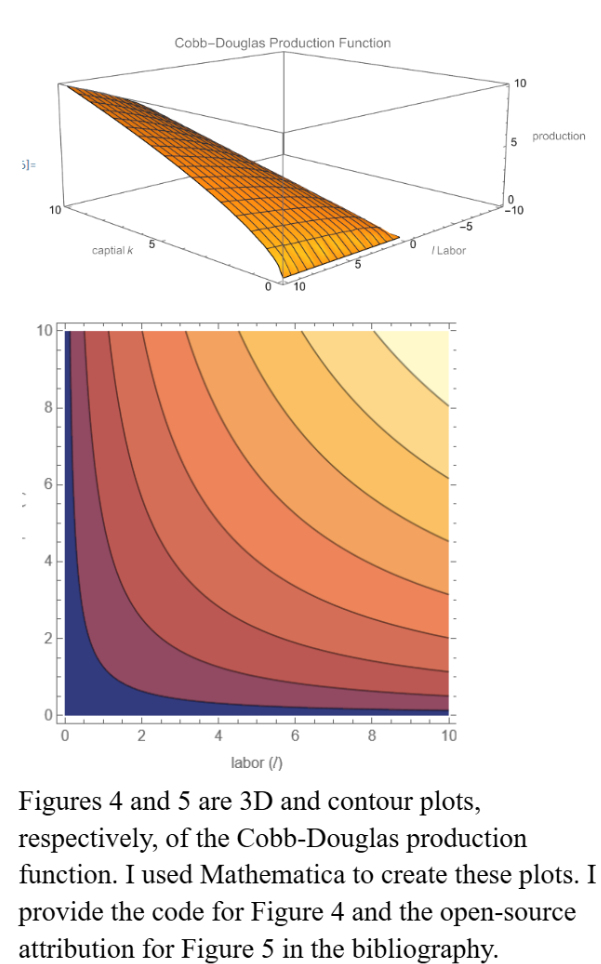 Cobb–Douglas Production Function
10
5
production
]=
0
10
-10
-5
captial k
5
0
l Labor
5
0
10
10
8
6
4
2
0
0 2 4 6 8 10
labor (l)
Figures 4 and 5 are 3D and contour plots,
respectively, of the Cobb-Douglas production
function. I used Mathematica to create these plots. I
provide the code for Figure 4 and the open-source
attribution for Figure 5 in the bibliography.